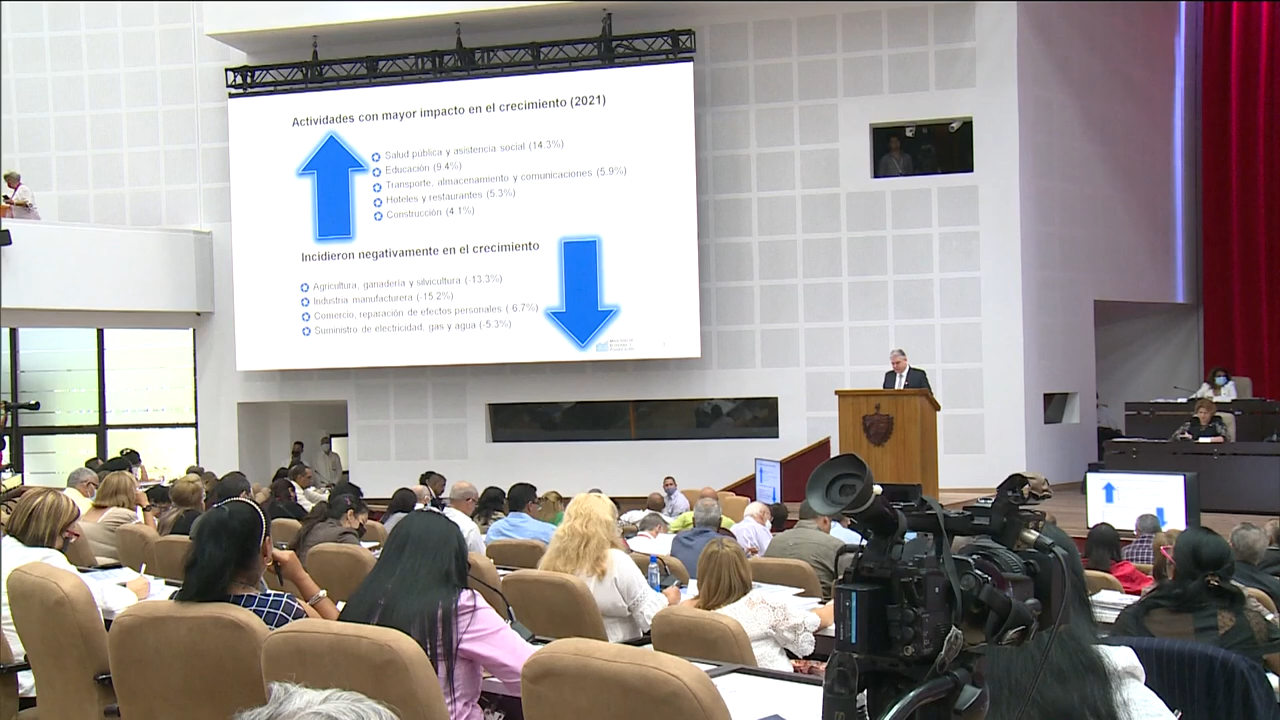 Actividades con mayor impacto en el crecimiento (2021)
Salud pública y asistencia social (14.3%)
Educación (9.4%)
Transporte, almacenamiento y comunicaciones (5.9%)
Hoteles y restaurantes (5.3%)
Construcción (4.1%)
Incidieron negativamente en el crecimiento
Agricultura, ganadería y silvicultura (-13.3%)
Industria manufacturera (-15.2%)
Comercio, reparación de efectos personales (-6.7%)
Suministro de electricidad, gas y agua (-5.3%)